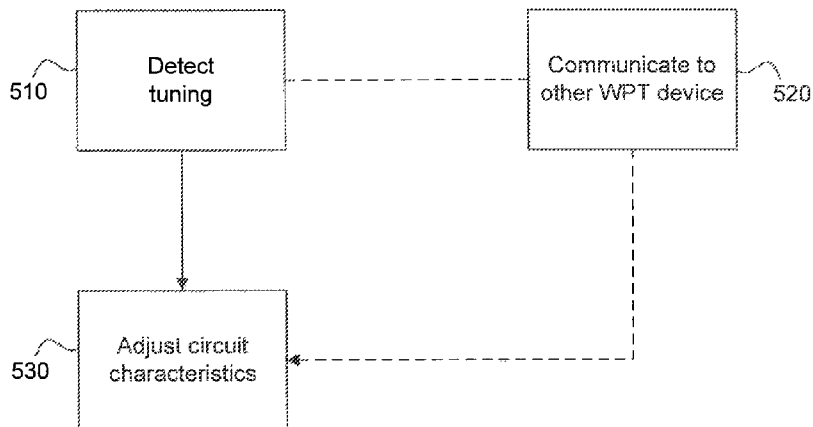 Detect
tuning
510
Communicate to
other WPT device
520
Adjust circuit
characteristics
530